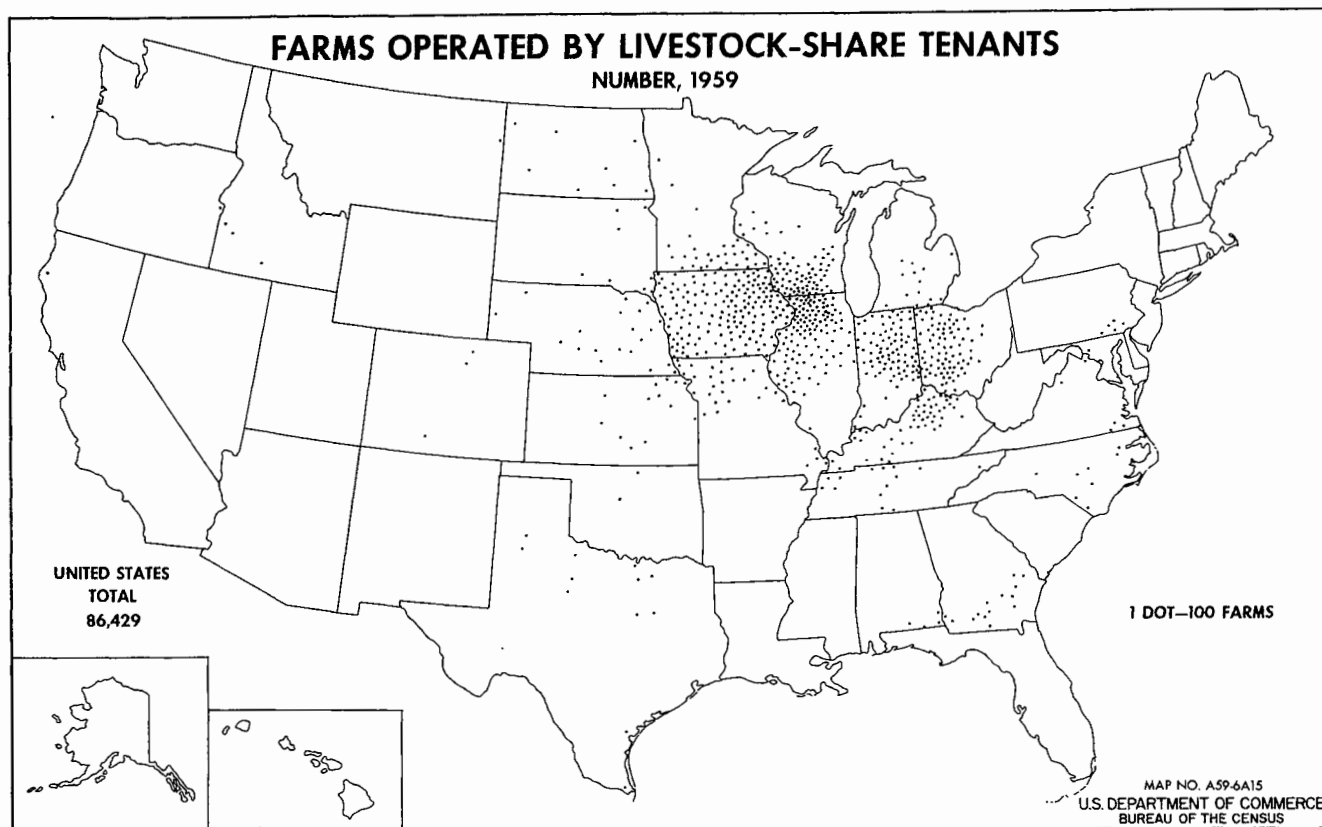 FARMS OPERATED BY LIVESTOCK-SHARE TENANTS
NUMBER, 1959
UNITED STATES
TOTAL
86,429
1 DOT—100 FARMS
MAP NO. A59-6A15
U.S. DEPARTMENT OF COMMERCE
BUREAU OF THE CENSUS